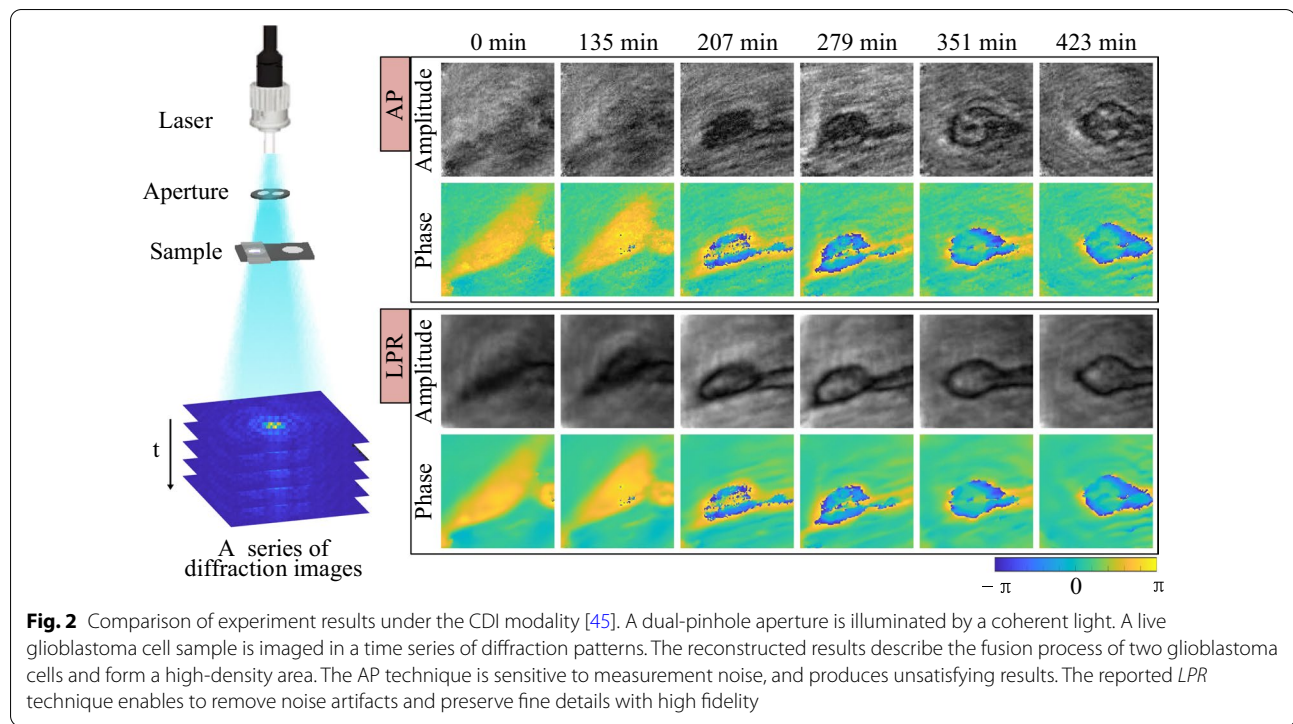 0 min 135 min 207 min 279 min 351 min 423 min
Laser
Aperture
Sample
t
A series of
diffraction images
AP
Amplitude
Phase
LPR
Amplitude
Phase
− π 0 π
Fig. 2 Comparison of experiment results under the CDI modality [45]. A dual-pinhole aperture is illuminated by a coherent light. A live
glioblastoma cell sample is imaged in a time series of diffraction patterns. The reconstructed results describe the fusion process of two glioblastoma
cells and form a high-density area. The AP technique is sensitive to measurement noise, and produces unsatisfying results. The reported LPR
technique enables to remove noise artifacts and preserve fine details with high fidelity